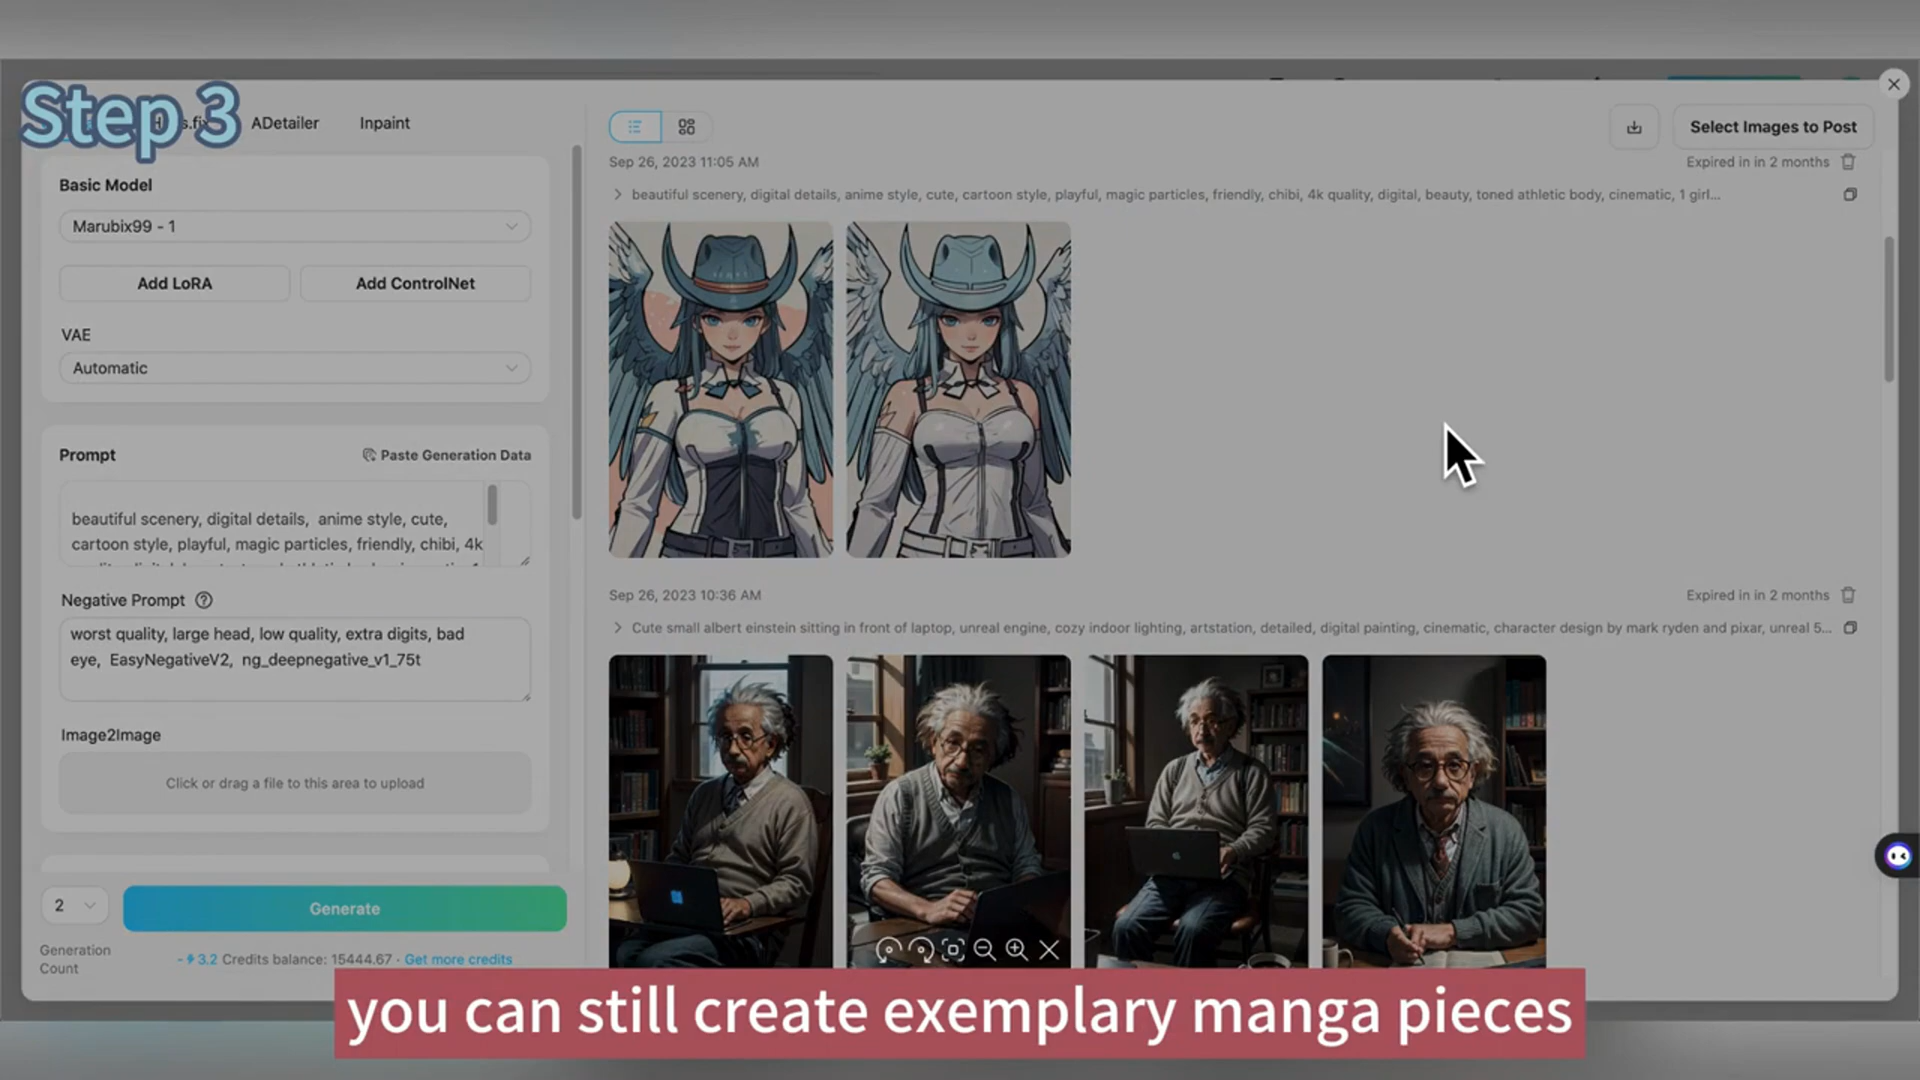 Step 3
ADetailer
Inpaint
Select Images to Post
Basic Model
Marubix99 - 1
Add LoRA
Add ControlNet
VAE
Automatic
Prompt
Paste Generation Data
beautiful scenery, digital details, anime style, cute,
cartoon style, playful, magic particles, friendly, chibi, 4k
Negative Prompt
worst quality, large head, low quality, extra digits, bad
eye, EasyNegativeV2, ng_deepnegative_v1_75t
Image2Image
Click or drag a file to this area to upload
2
Generate
Generation
Count
- 3.2 Credits balance: 15444.67 · Get more credits
Sep 26, 2023 11:05 AM
Expired in in 2 months
beautiful scenery, digital details, anime style, cute, cartoon style, playful, magic particles, friendly, chibi, 4k quality, digital, beauty, toned athletic body, cinematic, 1 girl...
Sep 26, 2023 10:36 AM
Expired in in 2 months
Cute small albert einstein sitting in front of laptop, unreal engine, cozy indoor lighting, artstation, detailed, digital painting, cinematic, character design by mark ryden and pixar, unreal 5...
you can still create exemplary manga pieces